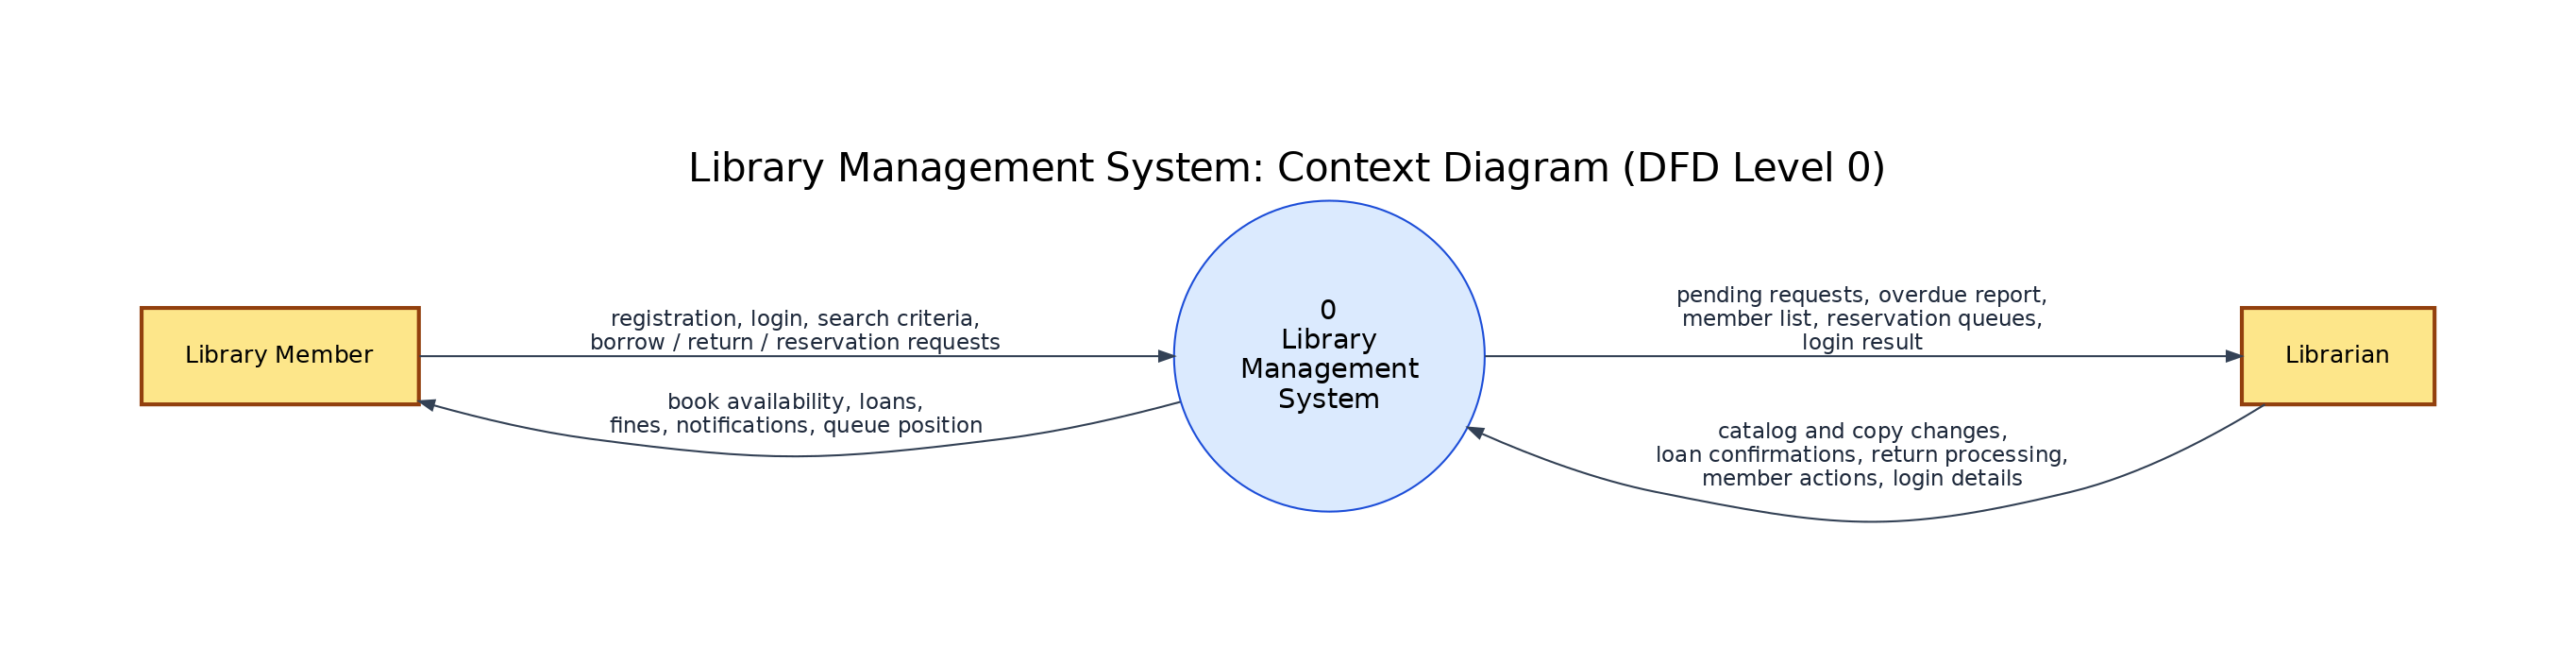 Library Management System: Context Diagram (DFD Level 0)
Library Member
registration, login, search criteria,
borrow / return / reservation requests
book availability, loans,
fines, notifications, queue position
0
Library
Management
System
pending requests, overdue report,
member list, reservation queues,
login result
catalog and copy changes,
loan confirmations, return processing,
member actions, login details
Librarian